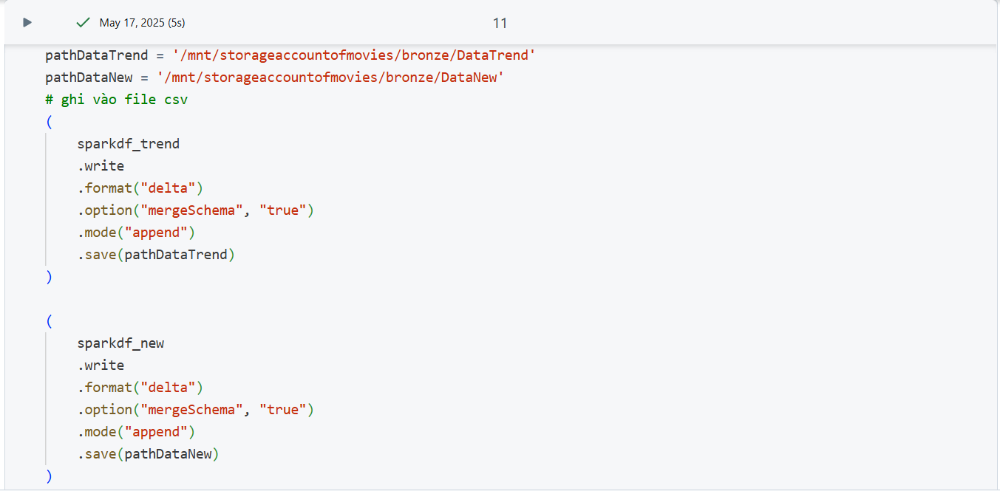 May 17, 2025 (5s)
11
pathDataTrend = '/mnt/storageaccountofmovies/bronze/DataTrend'
pathDataNew = '/mnt/storageaccountofmovies/bronze/DataNew'
# ghi vào file csv
(
    sparkdf_trend
    .write
    .format("delta")
    .option("mergeSchema", "true")
    .mode("append")
    .save(pathDataTrend)
)
(
    sparkdf_new
    .write
    .format("delta")
    .option("mergeSchema", "true")
    .mode("append")
    .save(pathDataNew)
)